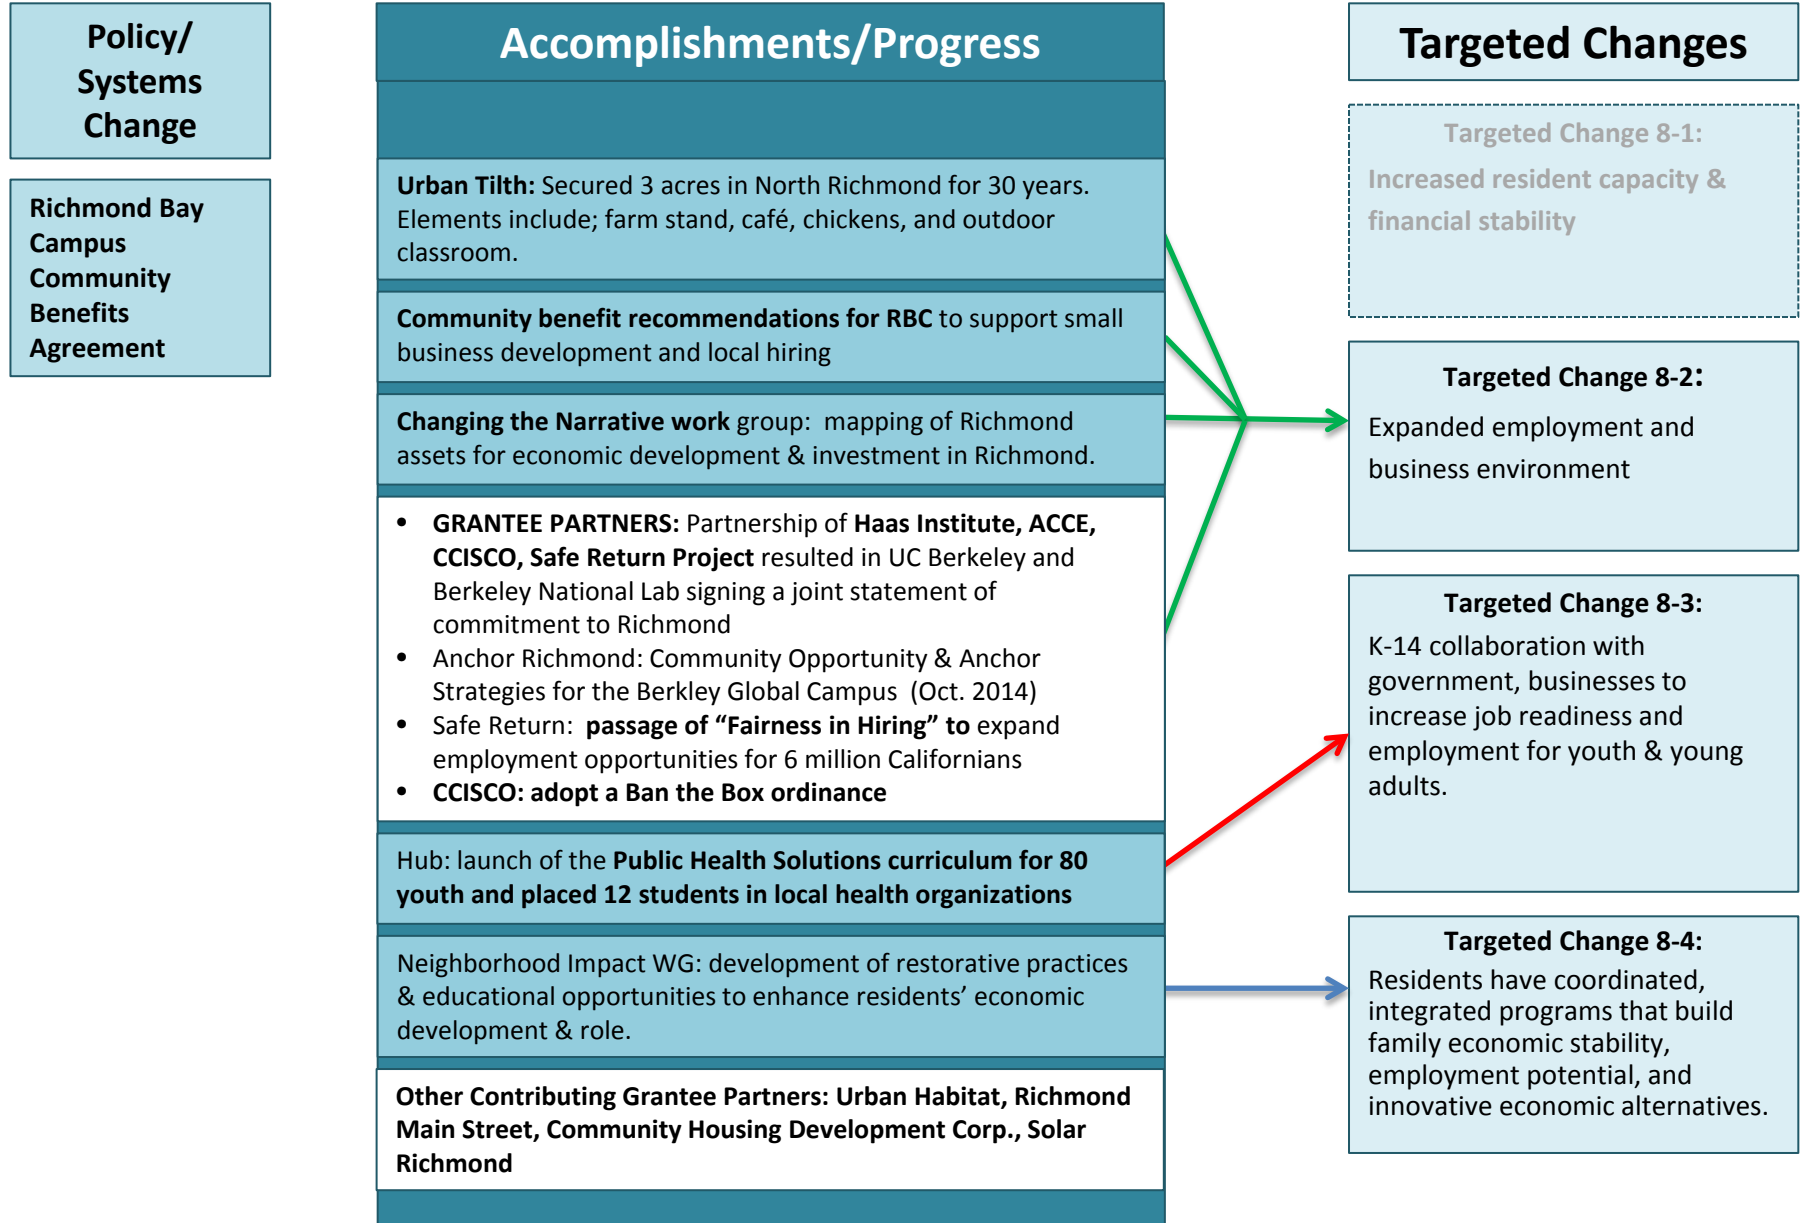 Policy/
Systems
Change
Richmond Bay
Campus
Community
Benefits
Agreement
Accomplishments/Progress
Urban Tilth: Secured 3 acres in North Richmond for 30 years.
Elements include; farm stand, café, chickens, and outdoor
classroom.
Community benefit recommendations for RBC to support small
business development and local hiring
Changing the Narrative work group:  mapping of Richmond
assets for economic development & investment in Richmond.
• GRANTEE PARTNERS: Partnership of Haas Institute, ACCE,
CCISCO, Safe Return Project resulted in UC Berkeley and
Berkeley National Lab signing a joint statement of
commitment to Richmond
• Anchor Richmond: Community Opportunity & Anchor
Strategies for the Berkley Global Campus  (Oct. 2014)
• Safe Return:  passage of “Fairness in Hiring” to expand
employment opportunities for 6 million Californians
• CCISCO: adopt a Ban the Box ordinance
Hub: launch of the Public Health Solutions curriculum for 80
youth and placed 12 students in local health organizations
Neighborhood Impact WG: development of restorative practices
& educational opportunities to enhance residents’ economic
development & role.
Other Contributing Grantee Partners: Urban Habitat, Richmond
Main Street, Community Housing Development Corp., Solar
Richmond
Targeted Changes
Targeted Change 8-1:
Increased resident capacity &
financial stability
Targeted Change 8-2:
Expanded employment and
business environment
Targeted Change 8-3:
K-14 collaboration with
government, businesses to
increase job readiness and
employment for youth & young
adults.
Targeted Change 8-4:
Residents have coordinated,
integrated programs that build
family economic stability,
employment potential, and
innovative economic alternatives.